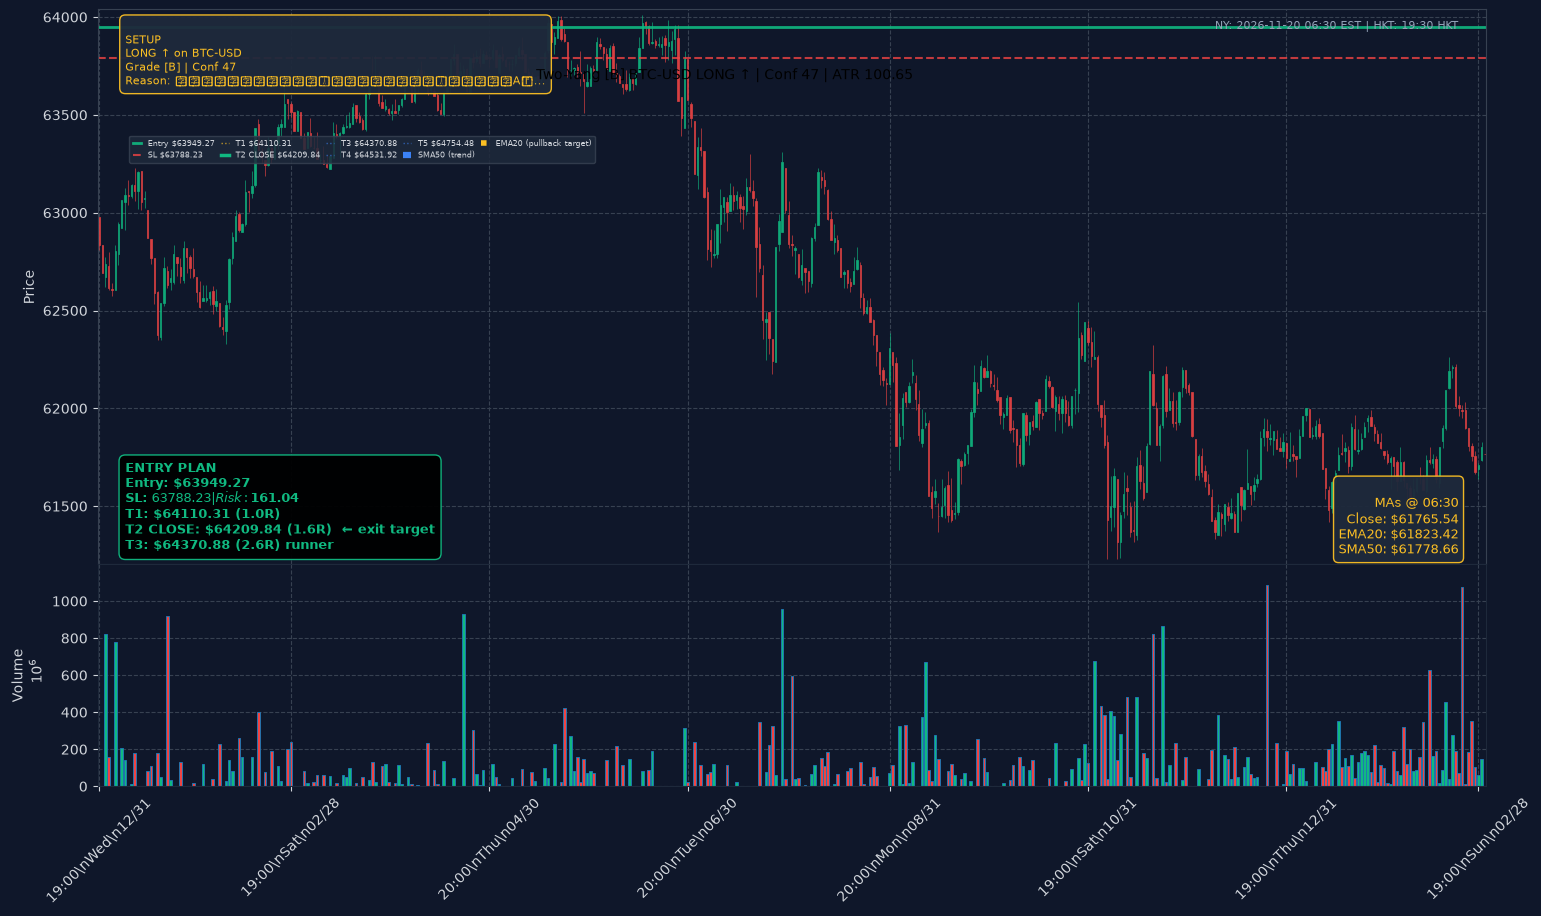 NY: 2026-11-20 06:30 EST | HKT: 19:30 HKT
SETUP
LONG ↑ on BTC-USD
Grade [B] | Conf 47
Reason:
[B] BTC-USD LONG ↑ | Conf 47 | ATR 100.65
Entry $63949.27
SL $63788.23
T1 $64110.31
T2 CLOSE $64209.84
T3 $64370.88
T4 $64531.92
T5 $64754.48
SMA50 (trend)
EMA20 (pullback target)
Price
64000
63500
63000
62500
62000
61500
ENTRY PLAN
Entry: $63949.27
SL: 63788.23|Risk:161.04
T1: $64110.31 (1.0R)
T2 CLOSE: $64209.84 (1.6R) ← exit target
T3: $64370.88 (2.6R) runner
MAs @ 06:30
Close: $61765.54
EMA20: $61823.42
SMA50: $61778.66
Volume
10⁶
1000
800
600
400
200
0
19:00\nWed\n12/31
19:00\nSat\n02/28
20:00\nThu\n04/30
20:00\nTue\n06/30
20:00\nMon\n08/31
19:00\nSat\n10/31
19:00\nThu\n12/31
19:00\nSun\n02/28